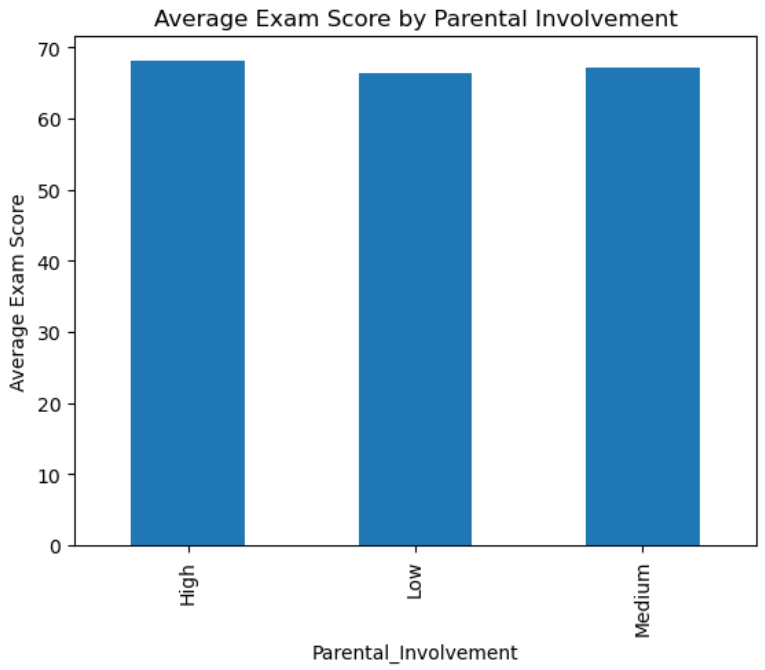 Average Exam Score by Parental Involvement
70
60
50
40
30
20
10
0
Average Exam Score
High
Low
Medium
Parental_Involvement